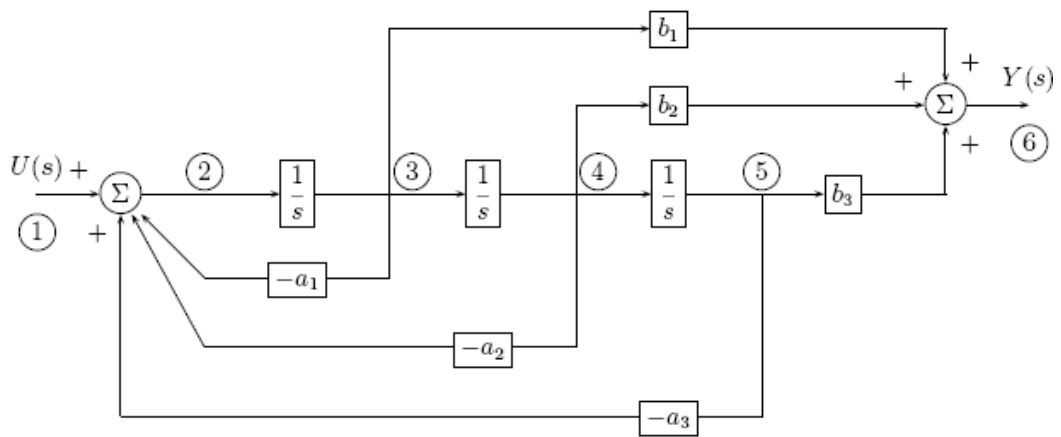 b₁
+
Y(s)
+
b₂
Σ
⑥
+
U(s) +
②
③
④
⑤
Σ
1/s
1/s
1/s
b₃
①
+
−a₁
−a₂
−a₃